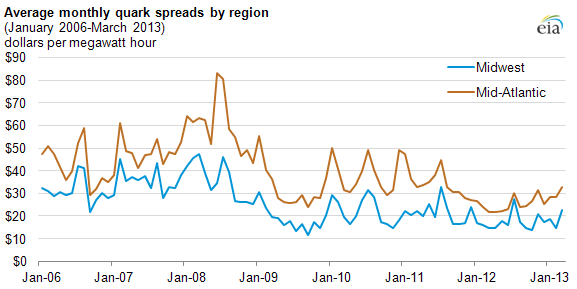 Average monthly quark spreads by region
(January 2006-March 2013)
dollars per megawatt hour
eia
$90
$80
$70
$60
$50
$40
$30
$20
$10
$0
Midwest
Mid-Atlantic
Jan-06 Jan-07 Jan-08 Jan-09 Jan-10 Jan-11 Jan-12 Jan-13